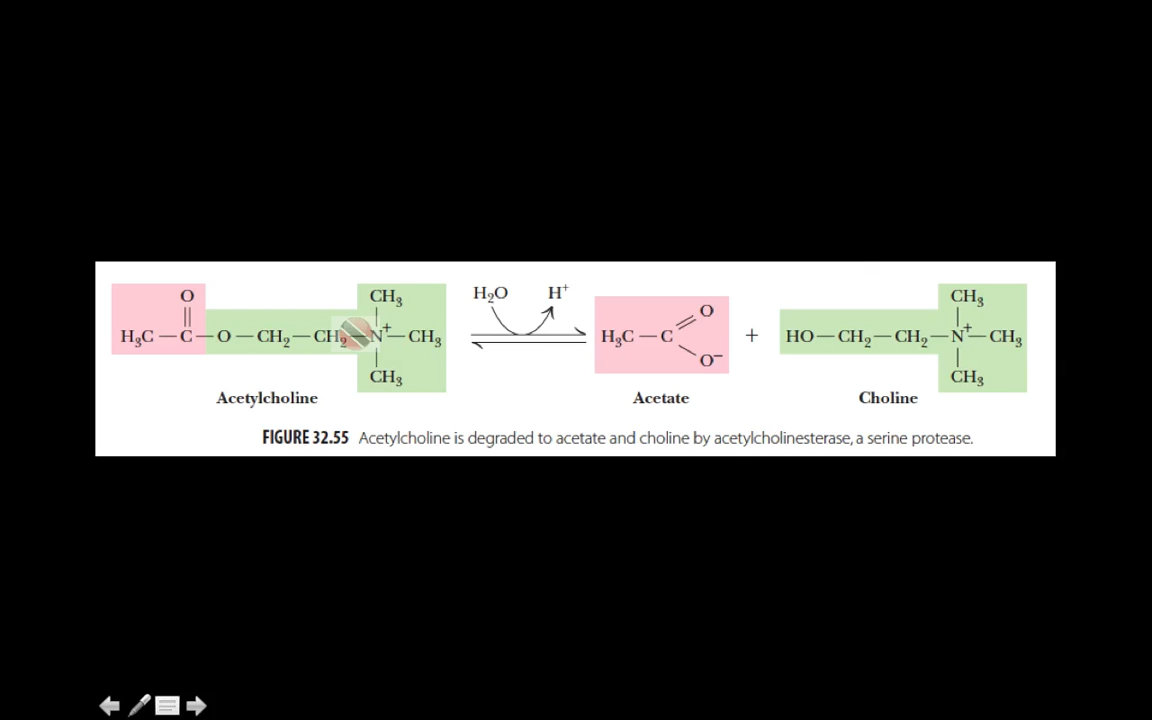 O CH₃ H₂O H⁺ O CH₃
H₃C—C—O—CH₂—CH₂—N⁺—CH₃ H₃C—C + HO—CH₂—CH₂—N⁺—CH₃
CH₃ O⁻ CH₃
Acetylcholine Acetate Choline
FIGURE 32.55 Acetylcholine is degraded to acetate and choline by acetylcholinesterase, a serine protease.